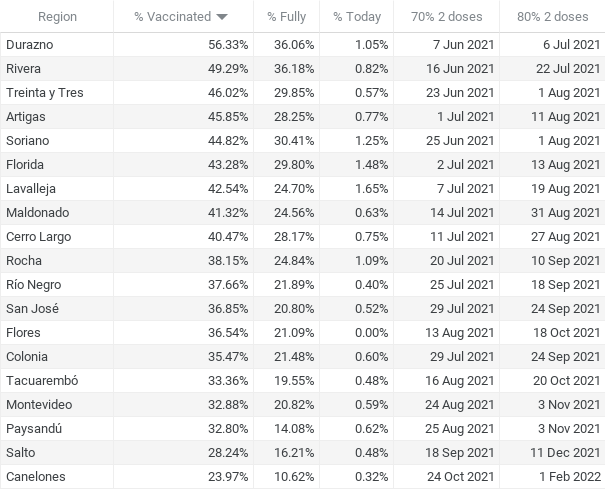 Region % Vaccinated % Fully % Today 70% 2 doses 80% 2 doses
Durazno 56.33% 36.06% 1.05% 7 Jun 2021 6 Jul 2021
Rivera 49.29% 36.18% 0.82% 16 Jun 2021 22 Jul 2021
Treinta y Tres 46.02% 29.85% 0.57% 23 Jun 2021 1 Aug 2021
Artigas 45.85% 28.25% 0.77% 1 Jul 2021 11 Aug 2021
Soriano 44.82% 30.41% 1.25% 25 Jun 2021 1 Aug 2021
Florida 43.28% 29.80% 1.48% 2 Jul 2021 13 Aug 2021
Lavalleja 42.54% 24.70% 1.65% 7 Jul 2021 19 Aug 2021
Maldonado 41.32% 24.56% 0.63% 14 Jul 2021 31 Aug 2021
Cerro Largo 40.47% 28.17% 0.75% 11 Jul 2021 27 Aug 2021
Rocha 38.15% 24.84% 1.09% 20 Jul 2021 10 Sep 2021
Río Negro 37.66% 21.89% 0.40% 25 Jul 2021 18 Sep 2021
San José 36.85% 20.80% 0.52% 29 Jul 2021 24 Sep 2021
Flores 36.54% 21.09% 0.00% 13 Aug 2021 18 Oct 2021
Colonia 35.47% 21.48% 0.60% 29 Jul 2021 24 Sep 2021
Tacuarembó 33.36% 19.55% 0.48% 16 Aug 2021 20 Oct 2021
Montevideo 32.88% 20.82% 0.59% 24 Aug 2021 3 Nov 2021
Paysandú 32.80% 14.08% 0.62% 25 Aug 2021 3 Nov 2021
Salto 28.24% 16.21% 0.48% 18 Sep 2021 11 Dec 2021
Canelones 23.97% 10.62% 0.32% 24 Oct 2021 1 Feb 2022